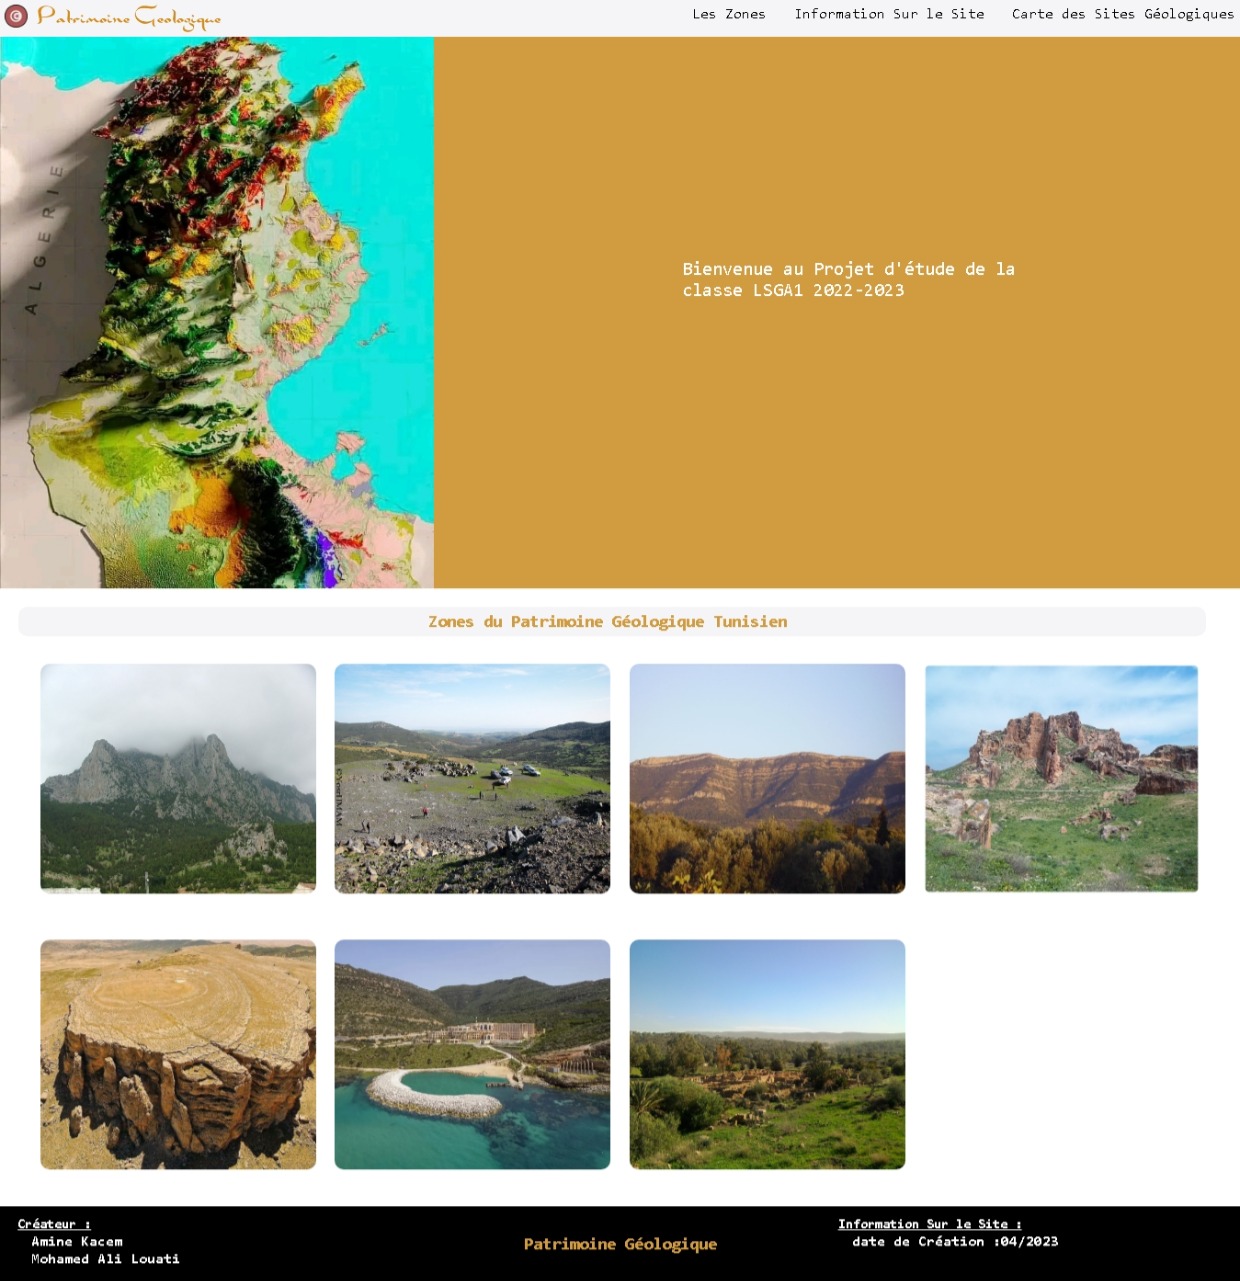 Patrimoine Geologique
Les Zones Information Sur le Site Carte des Sites Géologiques
ALGERIE
Bienvenue au Projet d'étude de la
classe LSGA1 2022-2023
Zones du Patrimoine Géologique Tunisien
Créateur :
Amine Kacem
Mohamed Ali Louati
Patrimoine Géologique
Information Sur le Site :
date de Création :04/2023